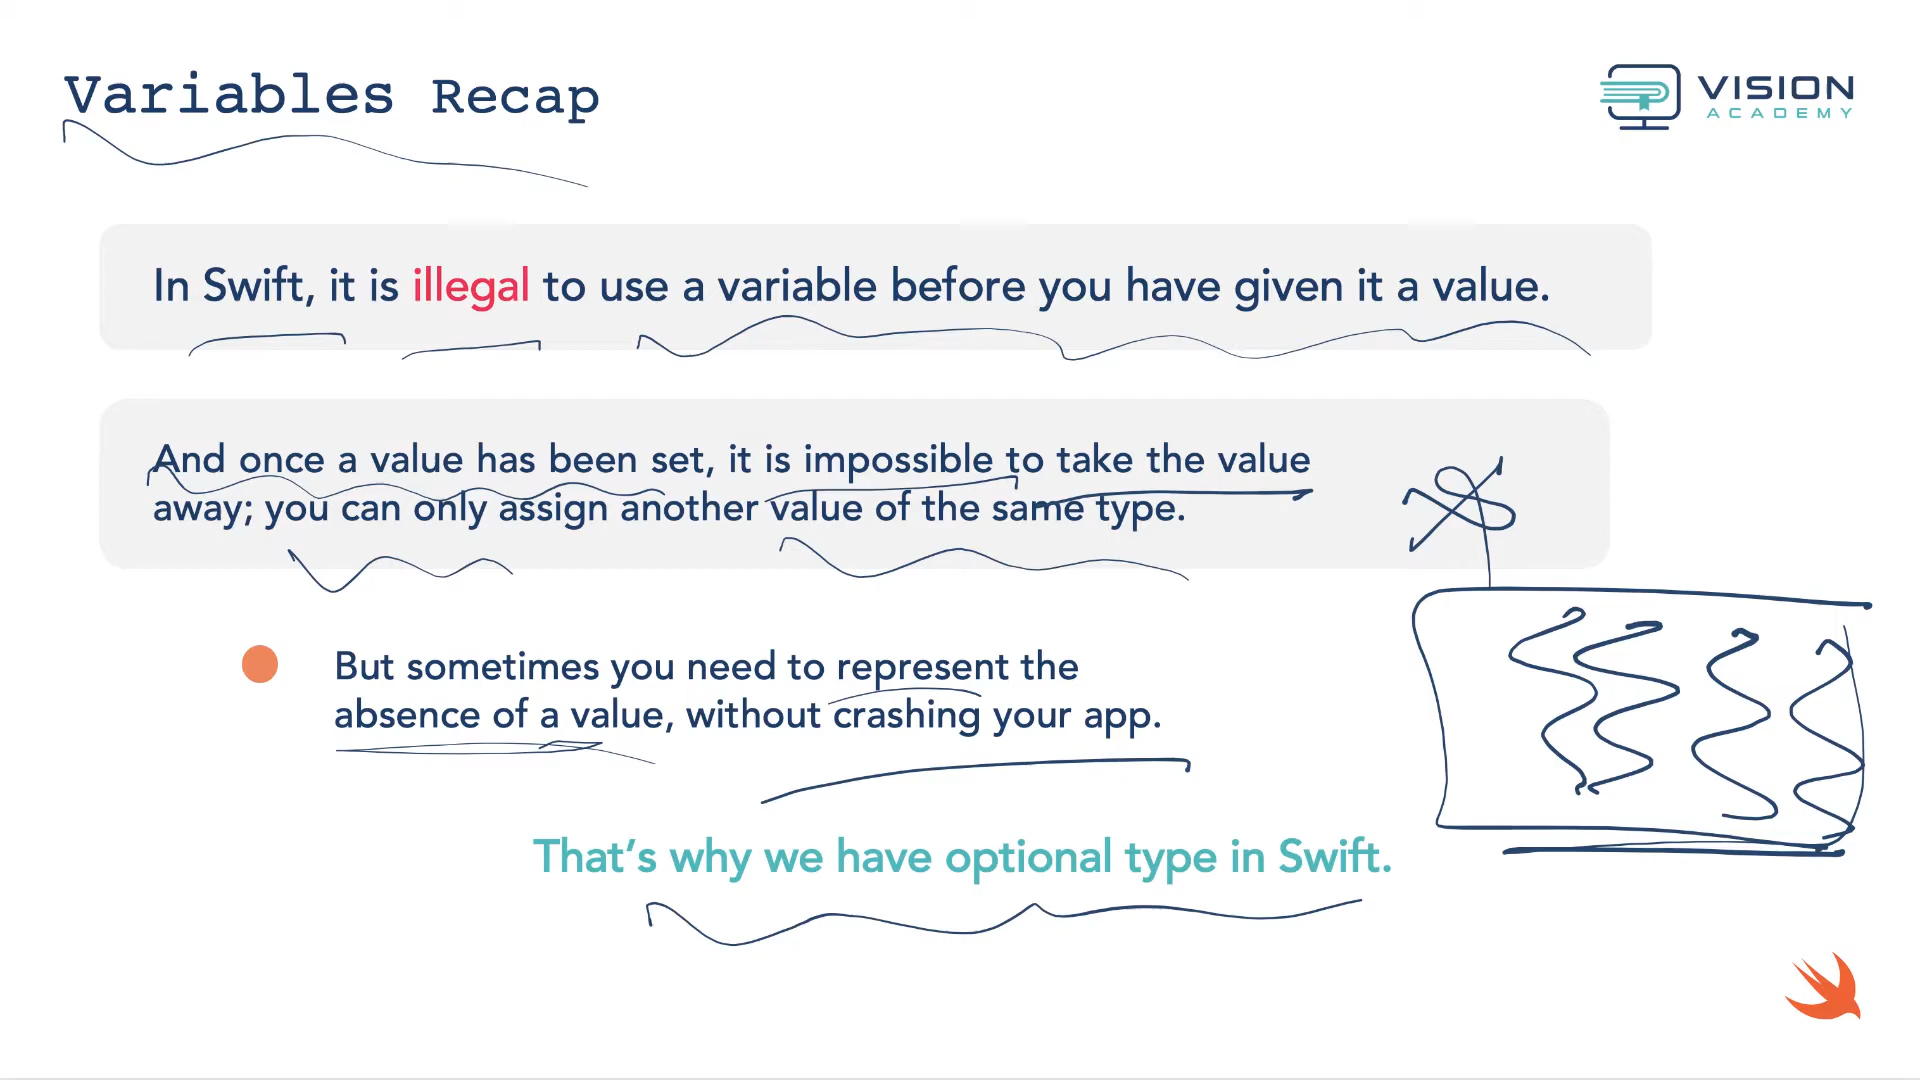 Variables Recap
VISION
ACADEMY
In Swift, it is illegal to use a variable before you have given it a value.
And once a value has been set, it is impossible to take the value
away; you can only assign another value of the same type.
But sometimes you need to represent the
absence of a value, without crashing your app.
That’s why we have optional type in Swift.